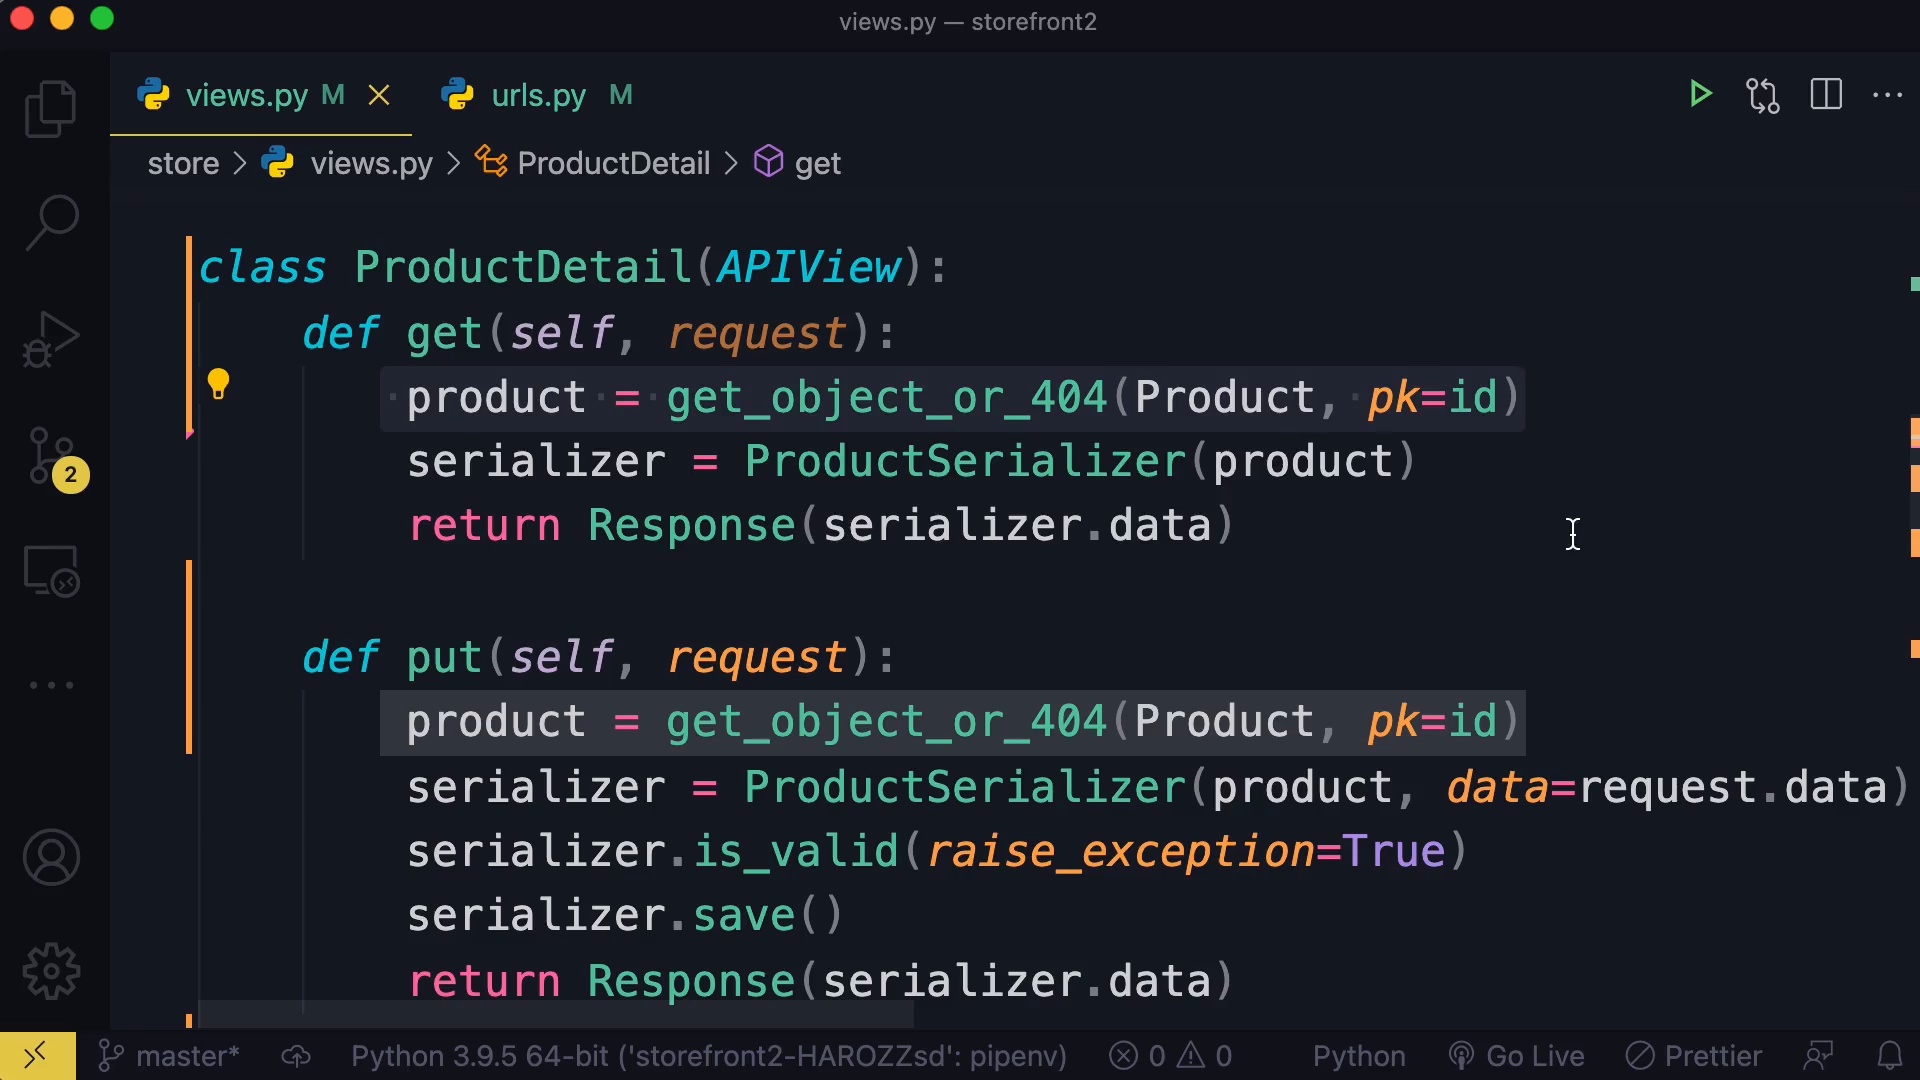 views.py — storefront2
views.py M urls.py M
store > views.py > ProductDetail > get
class ProductDetail(APIView):
def get(self, request):
product = get_object_or_404(Product, pk=id)
serializer = ProductSerializer(product)
return Response(serializer.data)
def put(self, request):
product = get_object_or_404(Product, pk=id)
serializer = ProductSerializer(product, data=request.data)
serializer.is_valid(raise_exception=True)
serializer.save()
return Response(serializer.data)
2
master* Python 3.9.5 64-bit ('storefront2-HAROZZsd': pipenv) 0 0 Python Go Live Prettier